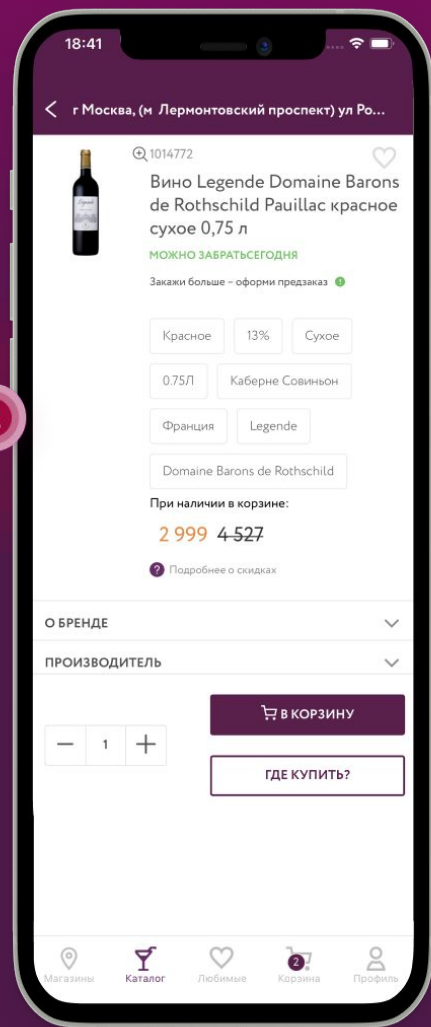 18:41
г Москва, (м Лермонтовский проспект) ул Ро...
1014772
Вино Legende Domaine Barons
de Rothschild Pauillac красное
сухое 0,75 л
МОЖНО ЗАБРАТЬСЕГОДНЯ
Закажи больше – оформи предзаказ
Красное 13% Сухое
0.75Л Каберне Совиньон
Франция Legende
Domaine Barons de Rothschild
При наличии в корзине:
2 999 4 527
? Подробнее о скидках
О БРЕНДЕ
ПРОИЗВОДИТЕЛЬ
В КОРЗИНУ
1
ГДЕ КУПИТЬ?
2
Магазины Каталог Любимые Корзина Профиль